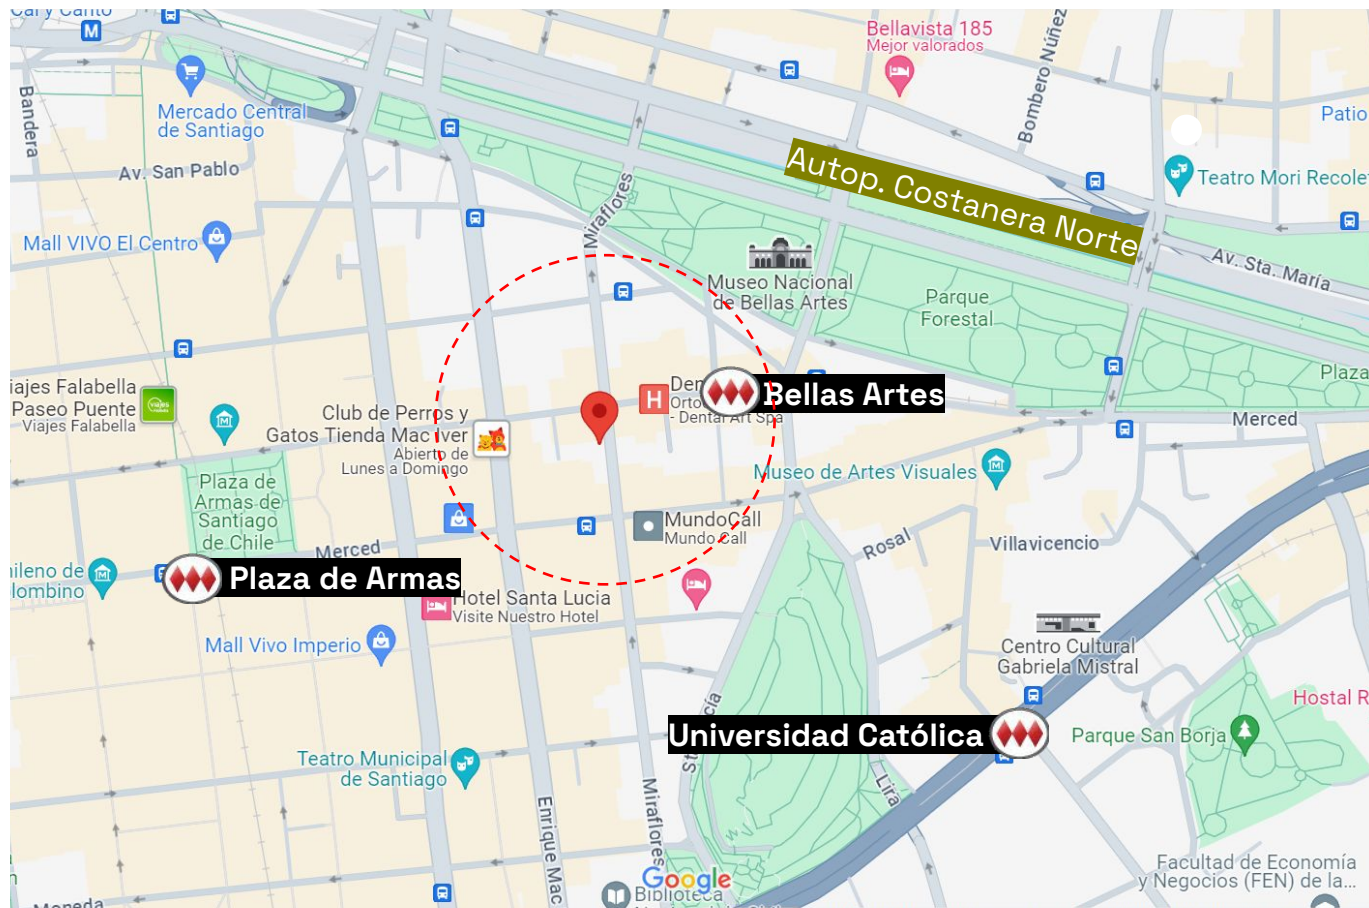 Cal y Canto
M
Bandera
Mercado Central
de Santiago
Av. San Pablo
Mall VIVO El Centro
Miraflores
Bellavista 185
Mejor valorados
Bombero Núñez
Patio
Teatro Mori Recole
Autop. Costanera Norte
Av. Sta. María
Museo Nacional
de Bellas Artes
Parque
Forestal
Plaza
Merced
iajes Falabella
Paseo Puente
Viajes Falabella
Club de Perros y
Gatos Tienda Mac Iver
Abierto de
Lunes a Domingo
H
Den
Orto
- Dental Art Spa
Bellas Artes
Museo de Artes Visuales
Plaza de
Armas de
Santiago
de Chile
Merced
MundoCall
Mundo Call
Rosal
Villavicencio
hileno de
lombino
Plaza de Armas
Hotel Santa Lucia
Visite Nuestro Hotel
Mall Vivo Imperio
Centro Cultural
Gabriela Mistral
Hostal R
Universidad Católica
Parque San Borja
Teatro Municipal
de Santiago
Enrique Mac
Miraflores
Lira
Facultad de Economía
y Negocios (FEN) de la...
Google
Biblioteca
Moneda